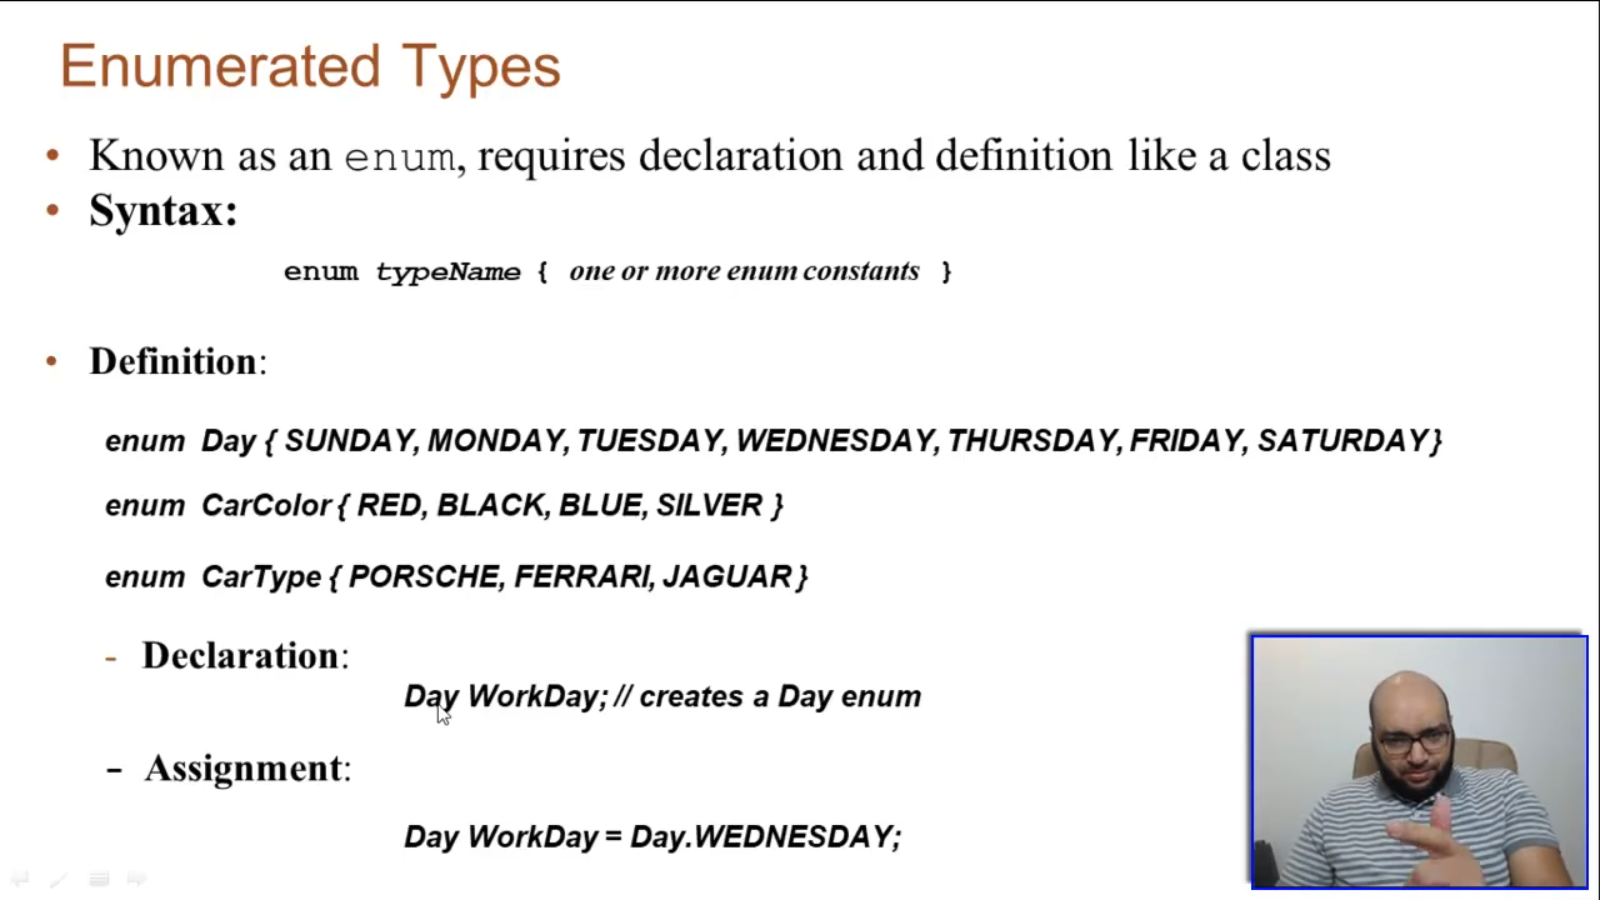 Enumerated Types
• Known as an enum, requires declaration and definition like a class
• Syntax:
enum typeName { one or more enum constants }
• Definition:
enum Day { SUNDAY, MONDAY, TUESDAY, WEDNESDAY, THURSDAY, FRIDAY, SATURDAY }
enum CarColor { RED, BLACK, BLUE, SILVER }
enum CarType { PORSCHE, FERRARI, JAGUAR }
- Declaration:
Day WorkDay; // creates a Day enum
- Assignment:
Day WorkDay = Day.WEDNESDAY;